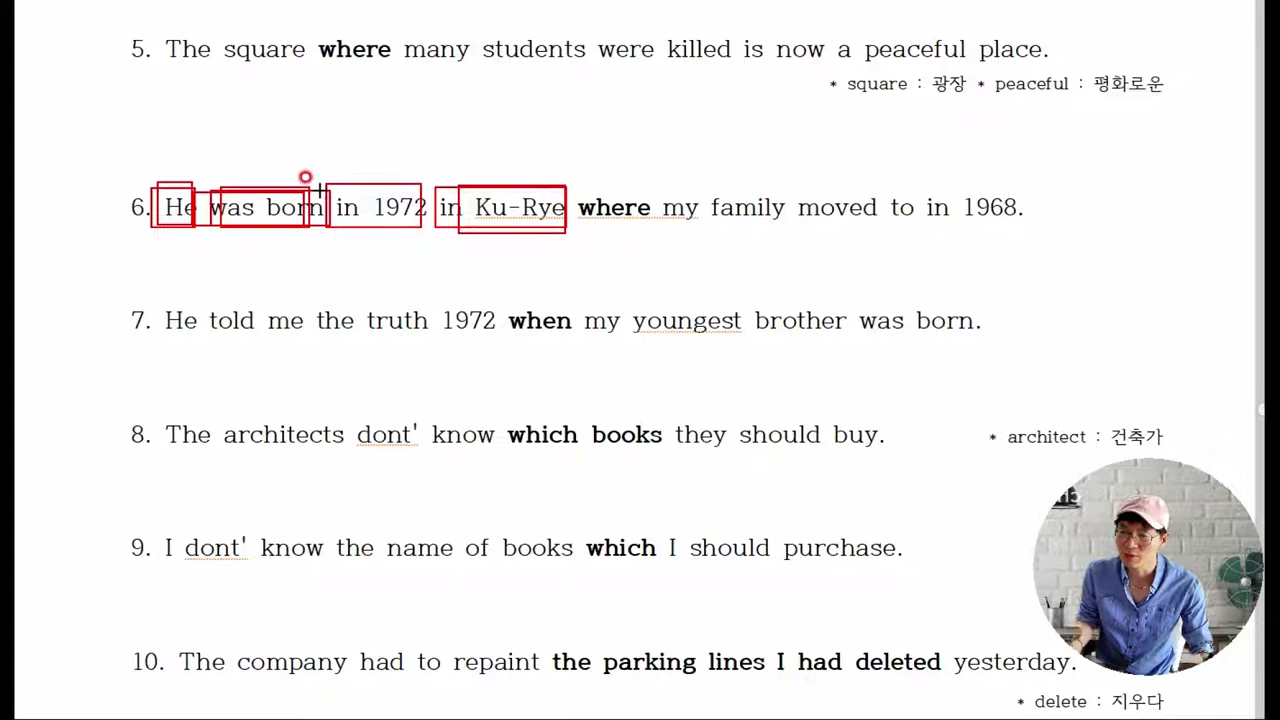 5. The square where many students were killed is now a peaceful place.
* square : 광장 * peaceful : 평화로운
6. He was born in 1972 in Ku-Rye where my family moved to in 1968.
7. He told me the truth 1972 when my youngest brother was born.
8. The architects dont' know which books they should buy.
* architect : 건축가
9. I dont' know the name of books which I should purchase.
10. The company had to repaint the parking lines I had deleted yesterday.
* delete : 지우다